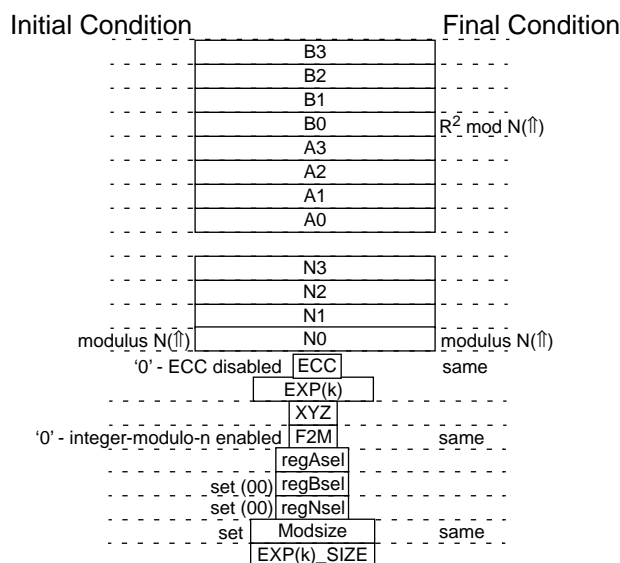 Initial Condition Final Condition
B3
B2
B1
B0 R² mod N(⇑)
A3
A2
A1
A0
N3
N2
N1
modulus N(⇑) N0 modulus N(⇑)
‘0’ - ECC disabled ECC same
EXP(k)
XYZ
‘0’ - integer-modulo-n enabled F2M same
regAsel
set (00) regBsel
set (00) regNsel
set Modsize same
EXP(k)_SIZE